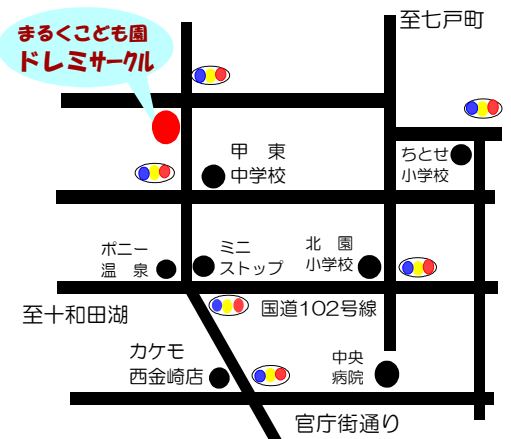 まるくこども園
ドレミサークル
至七戸町
甲　東
中学校
ちとせ
小学校
ポニー
温　泉
ミニ
ストップ
北　園
小学校
至十和田湖
国道102号線
カケモ
西金崎店
中央
病院
官庁街通り